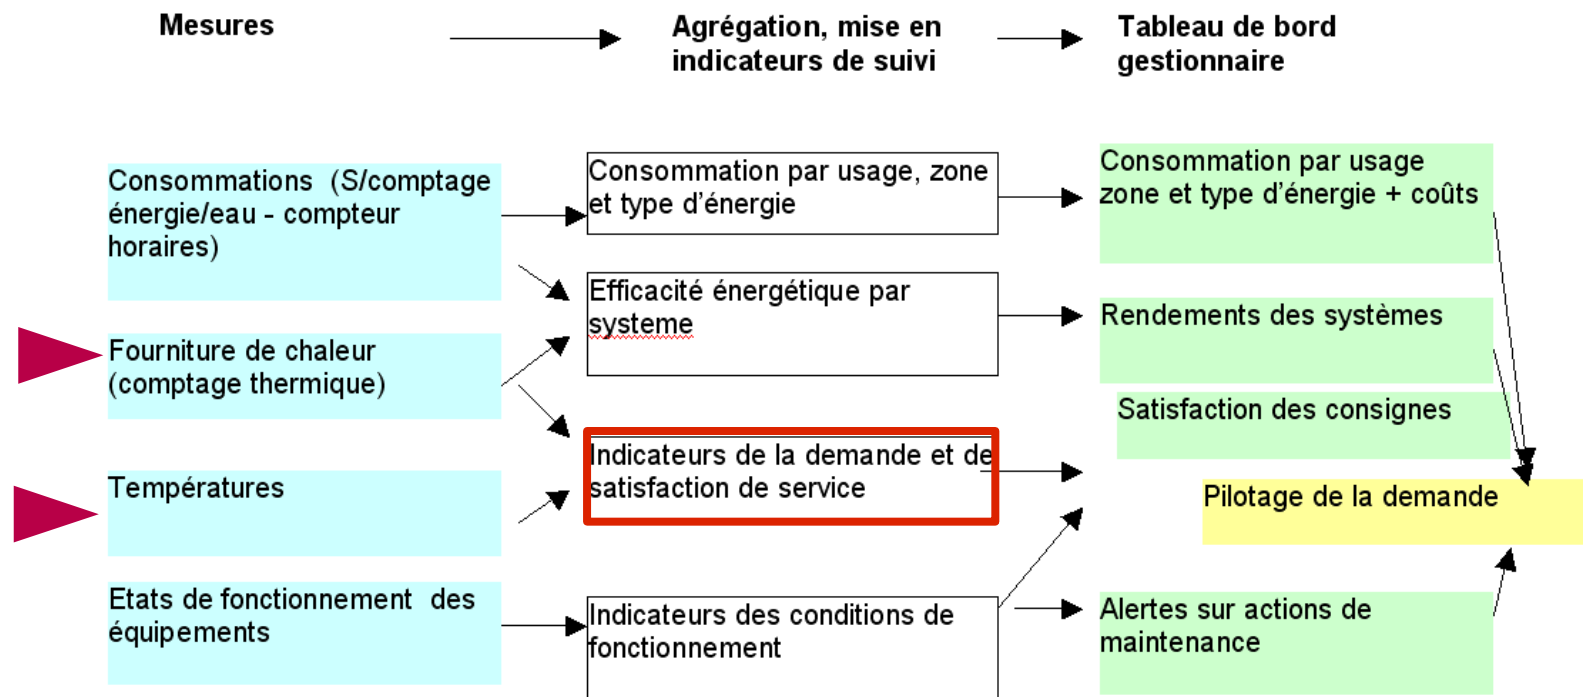 Mesures
Agrégation, mise en
indicateurs de suivi
Tableau de bord
gestionnaire
Consommations (S/comptage
énergie/eau - compteur
horaires)
Consommation par usage, zone
et type d'énergie
Consommation par usage
zone et type d'énergie + coûts
Fourniture de chaleur
(comptage thermique)
Efficacité énergétique par
systeme
Rendements des systèmes
Satisfaction des consignes
Températures
Indicateurs de la demande et de
satisfaction de service
Pilotage de la demande
Etats de fonctionnement des
équipements
Indicateurs des conditions de
fonctionnement
Alertes sur actions de
maintenance